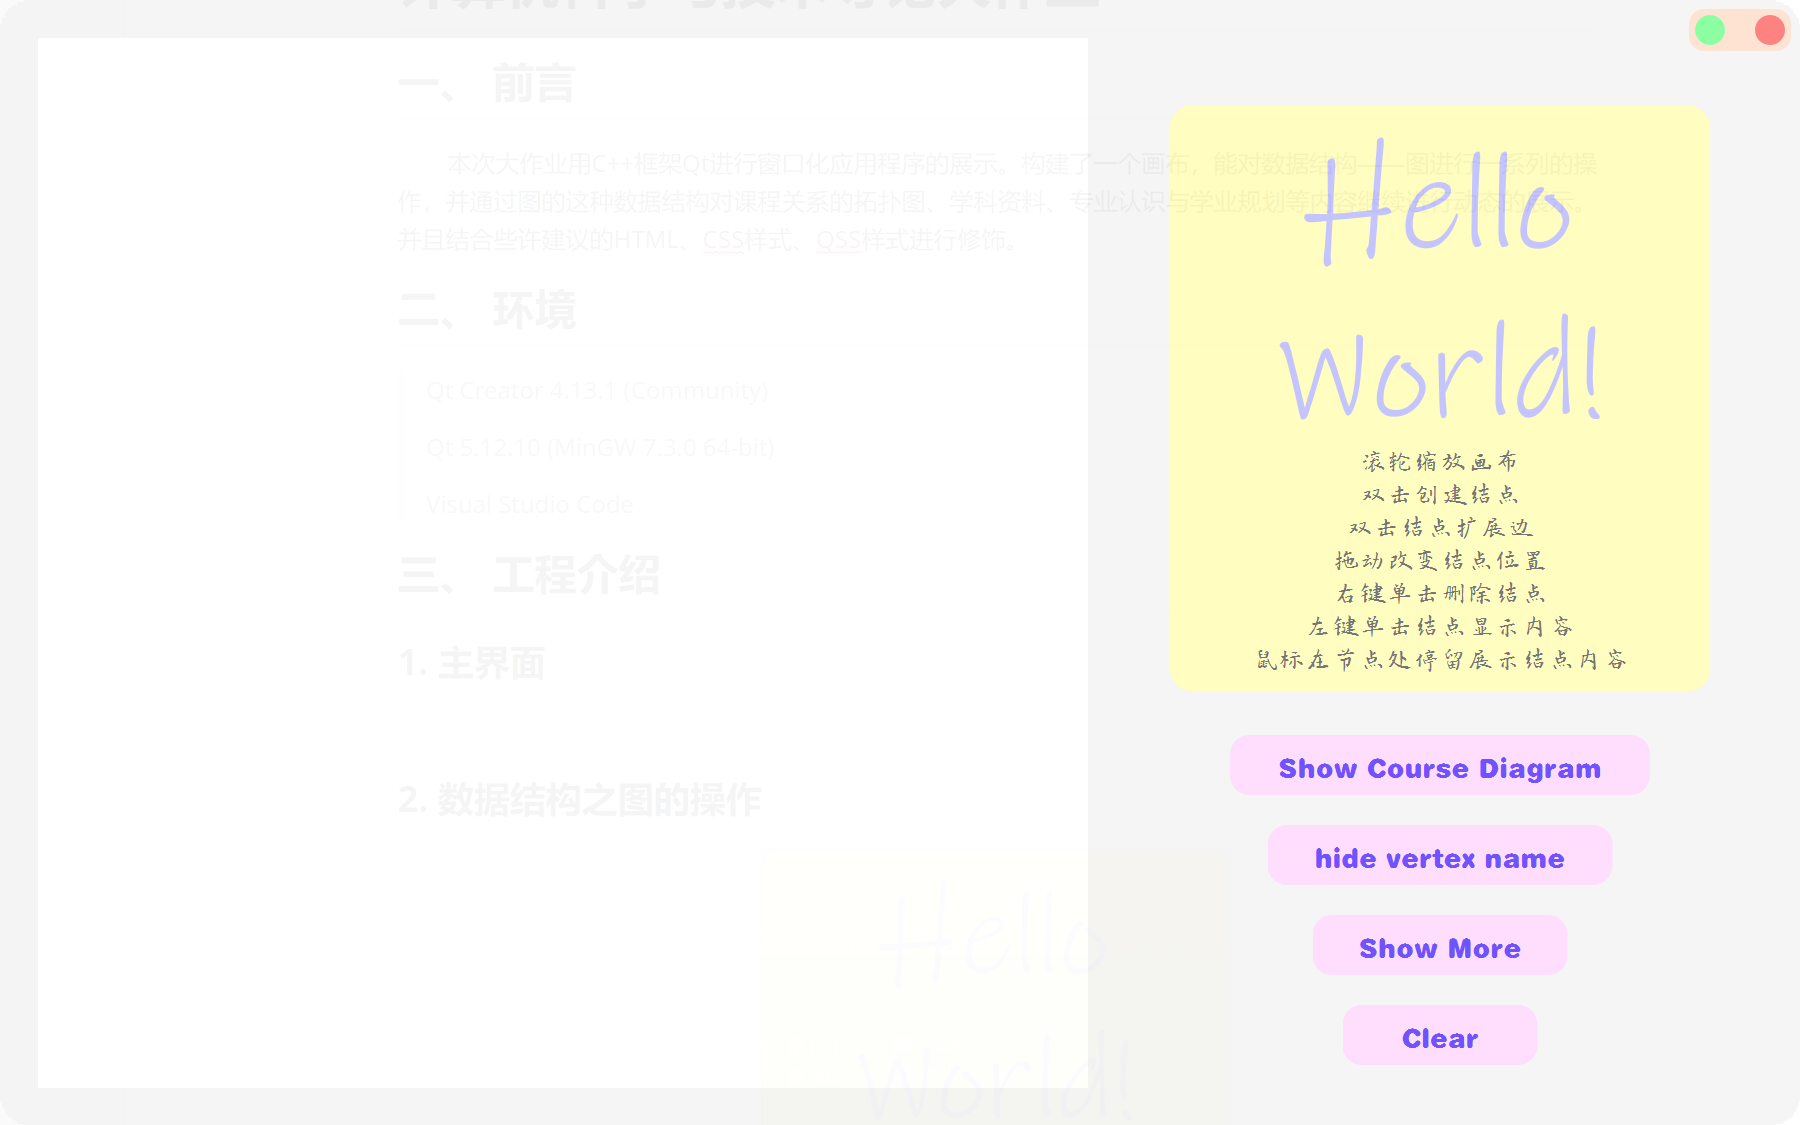 一、 前言
本次大作业用C++框架Qt进行窗口化应用程序的展示。构建了一个画布，能对数据结构——图进行一系列的操
作，并通过图的这种数据结构对课程关系的拓扑图、学科资料、专业认识与学业规划等内容继续进行动态的展示。
并且结合些许建议的HTML、CSS样式、QSS样式进行修饰。
二、 环境
Qt Creator 4.13.1 (Community)
Qt 5.12.10 (MinGW 7.3.0 64-bit)
Visual Studio Code
三、 工程介绍
1. 主界面
2. 数据结构之图的操作
Hello
World!
Hello
World!
滚轮缩放画布
双击创建结点
双击结点扩展边
拖动改变结点位置
右键单击删除结点
左键单击结点显示内容
鼠标在节点处停留展示结点内容
Show Course Diagram
hide vertex name
Show More
Clear